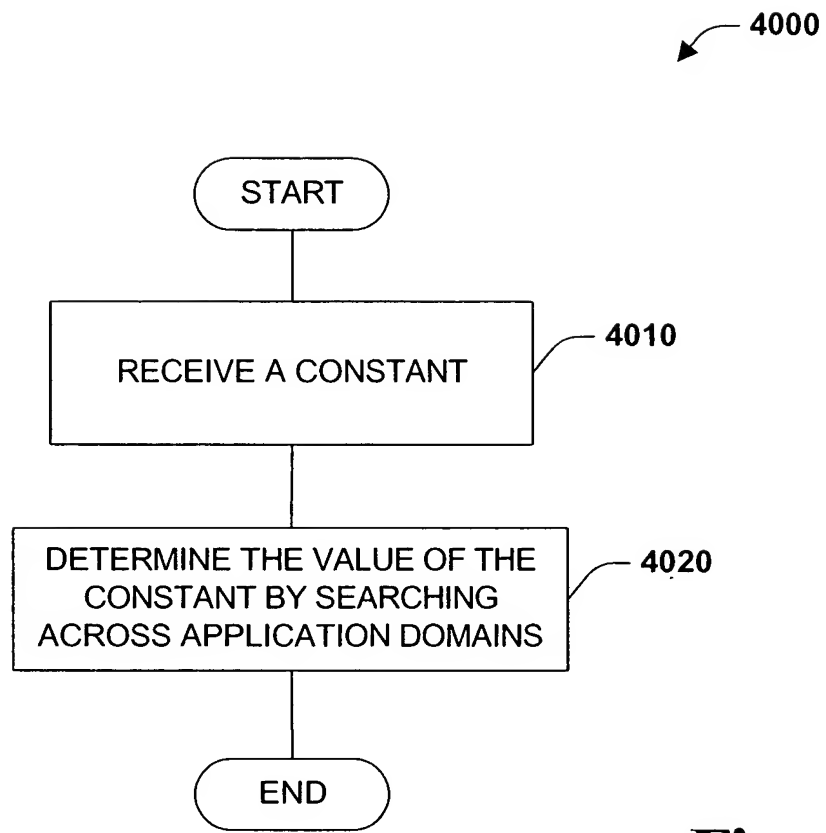 4000
START
RECEIVE A CONSTANT
4010
DETERMINE THE VALUE OF THE
CONSTANT BY SEARCHING
ACROSS APPLICATION DOMAINS
4020
END